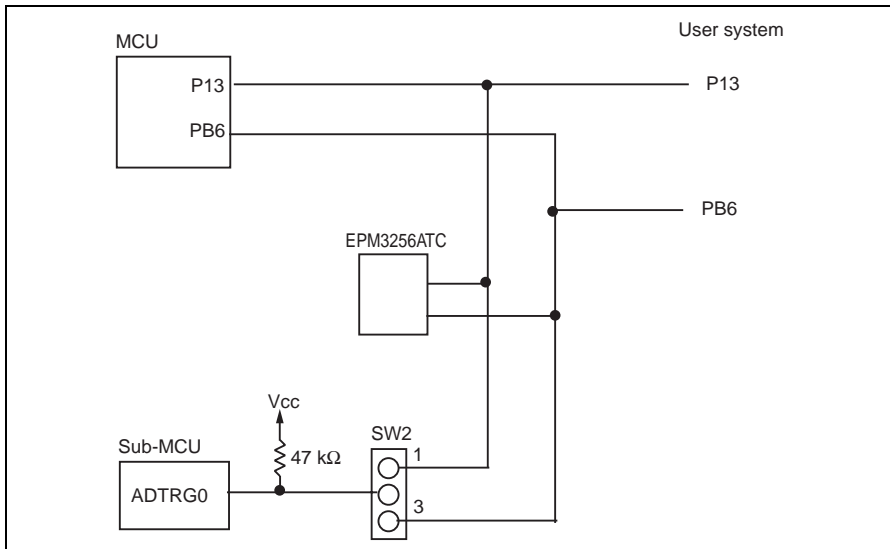 User system
MCU
P13
P13
PB6
PB6
EPM3256ATC
Vcc
SW2
Sub-MCU
47 kΩ
1
ADTRG0
3